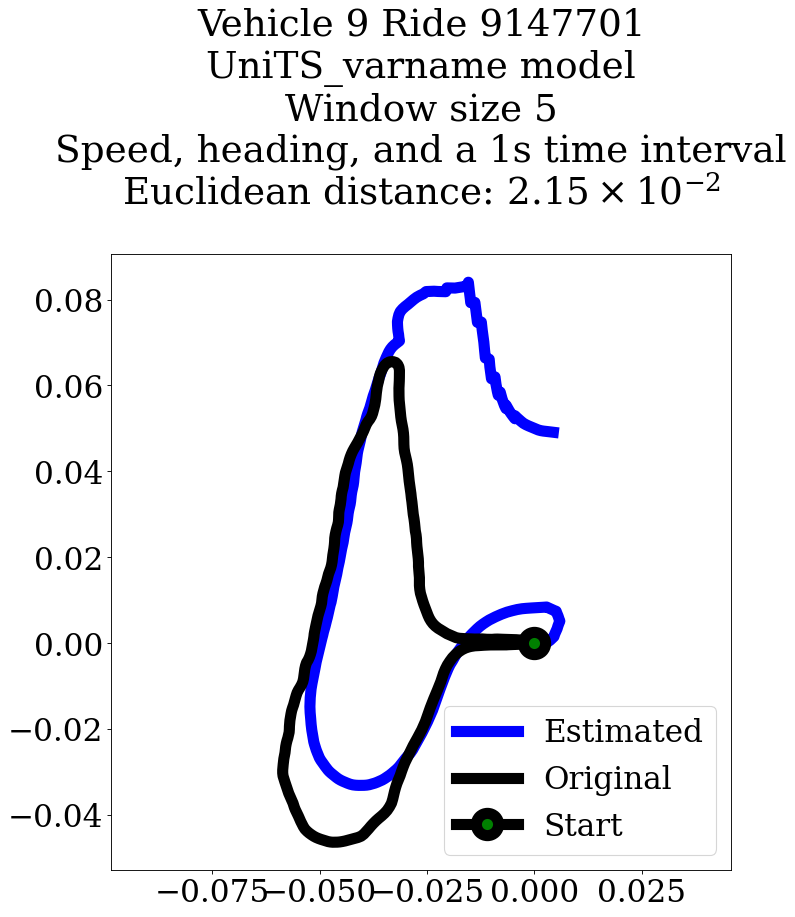 Vehicle 9 Ride 9147701
UniTS_varname model
Window size 5
Speed, heading, and a 1s time interval
Euclidean distance: 2.15 × 10⁻²
0.08
0.06
0.04
0.02
0.00
−0.02
−0.04
Estimated
Original
Start
−0.075 −0.050 −0.025 0.000 0.025